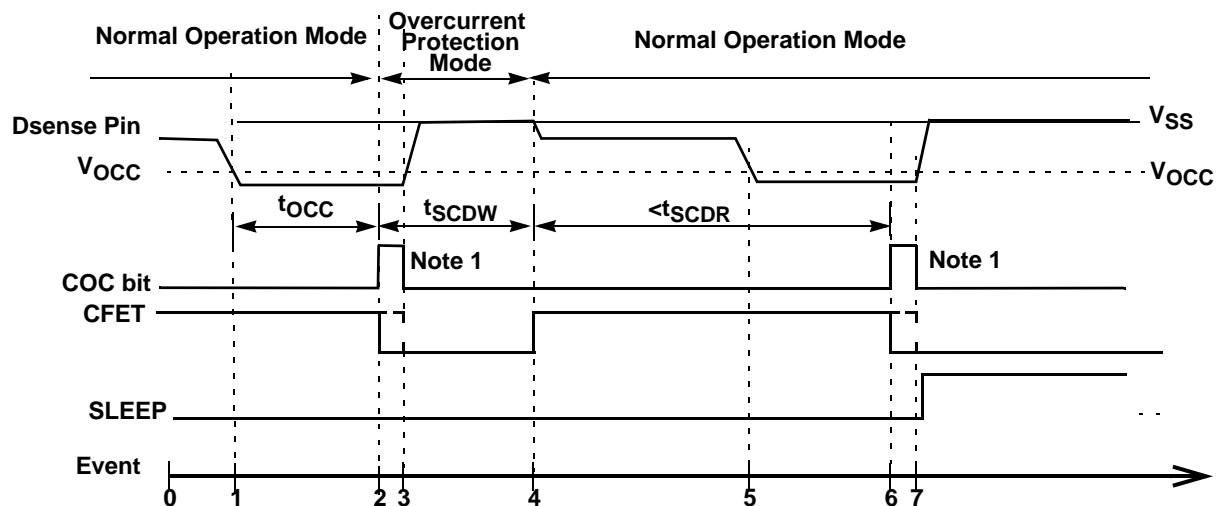 Normal Operation Mode
Overcurrent
Protection
Mode
Normal Operation Mode
Dsense Pin
VSS
VOCC
VOCC
tOCC
tSCDW
<tSCDR
COC bit
Note 1
Note 1
CFET
SLEEP
Event
0 1 2 3 4 5 6 7